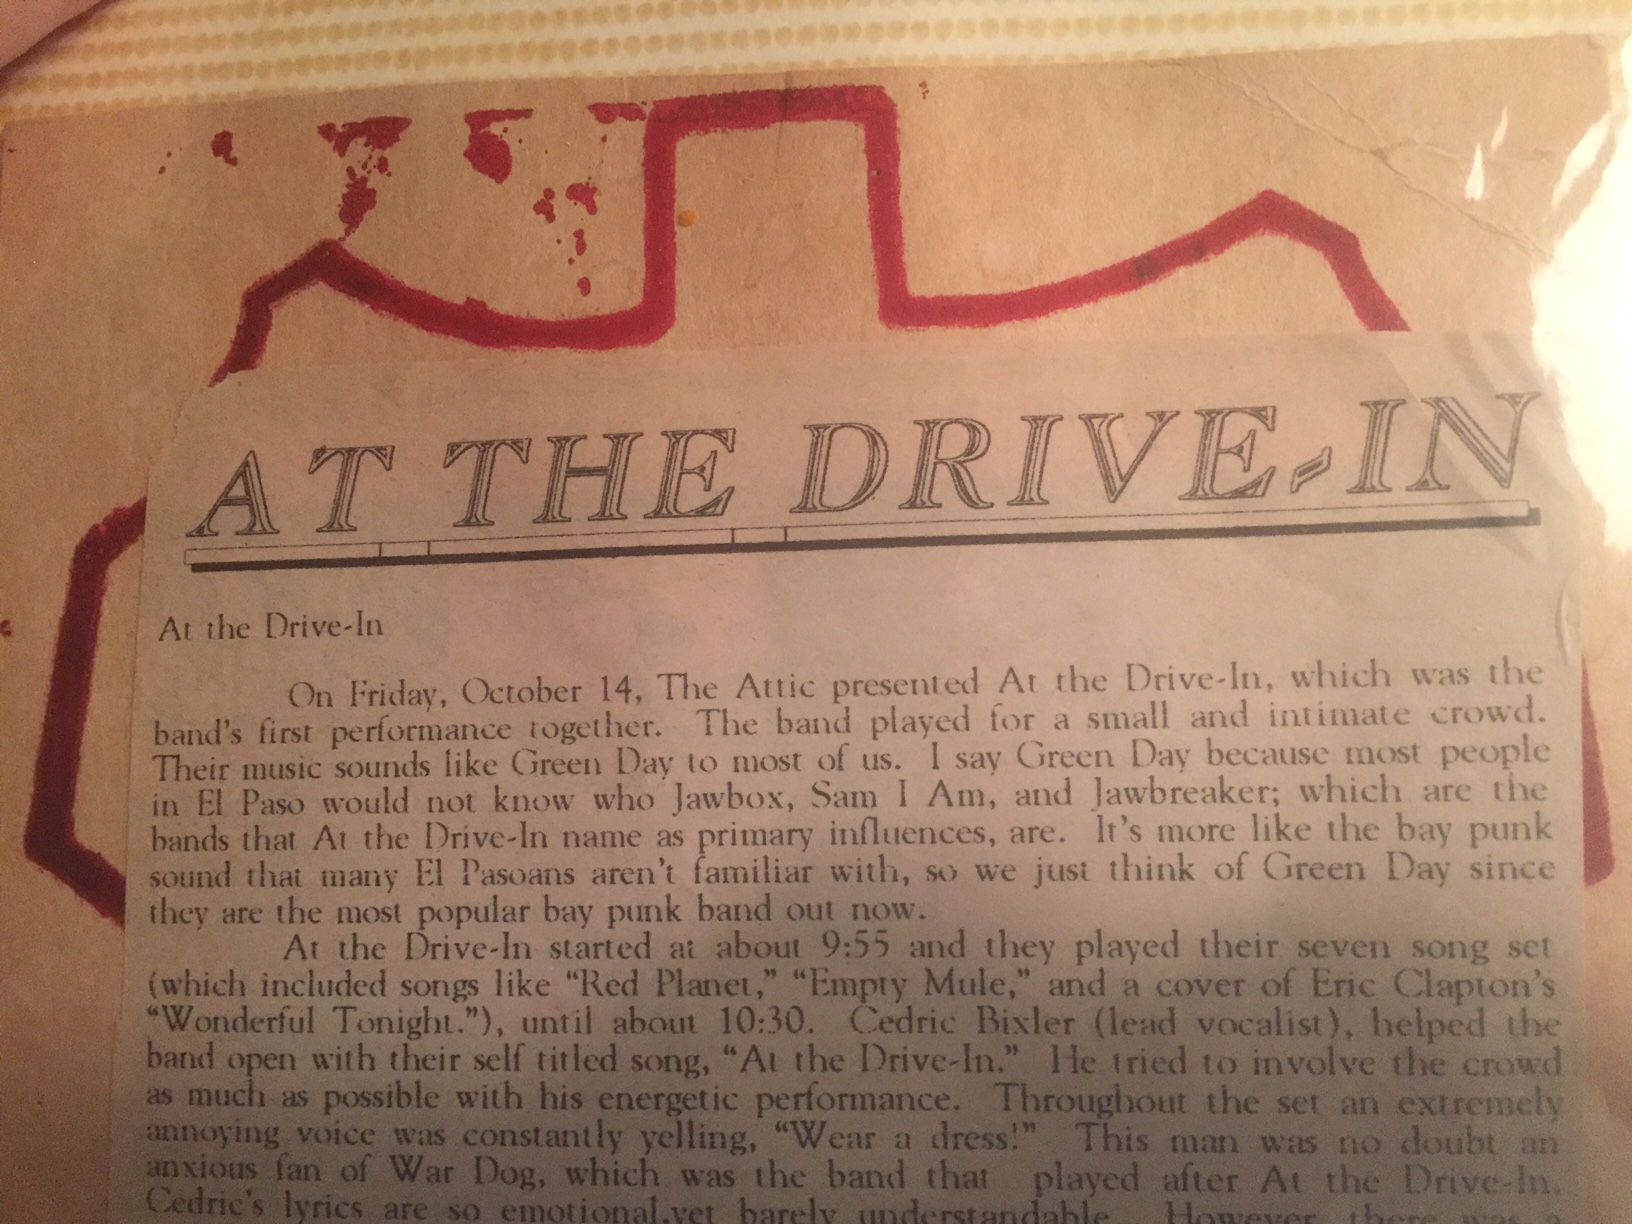 AT THE DRIVE-IN
At the Drive-In
On Friday, October 14, The Attic presented At the Drive-In, which was the
band's first performance together. The band played for a small and intimate crowd.
Their music sounds like Green Day to most of us. I say Green Day because most people
in El Paso would not know who Jawbox, Sam I Am, and Jawbreaker; which are the
bands that At the Drive-In name as primary influences, are. It's more like the bay punk
sound that many El Pasoans aren't familiar with, so we just think of Green Day since
they are the most popular bay punk band out now.
At the Drive-In started at about 9:55 and they played their seven song set
(which included songs like “Red Planet,” “Empty Mule,” and a cover of Eric Clapton's
“Wonderful Tonight.”), until about 10:30. Cedric Bixler (lead vocalist), helped the
band open with their self titled song, “At the Drive-In.” He tried to involve the crowd
as much as possible with his energetic performance. Throughout the set an extremely
annoying voice was constantly yelling, “Wear a dress!” This man was no doubt an
anxious fan of War Dog, which was the band that played after At the Drive-In.
Cedric's lyrics are so emotional,yet barely understandable. However, there was a